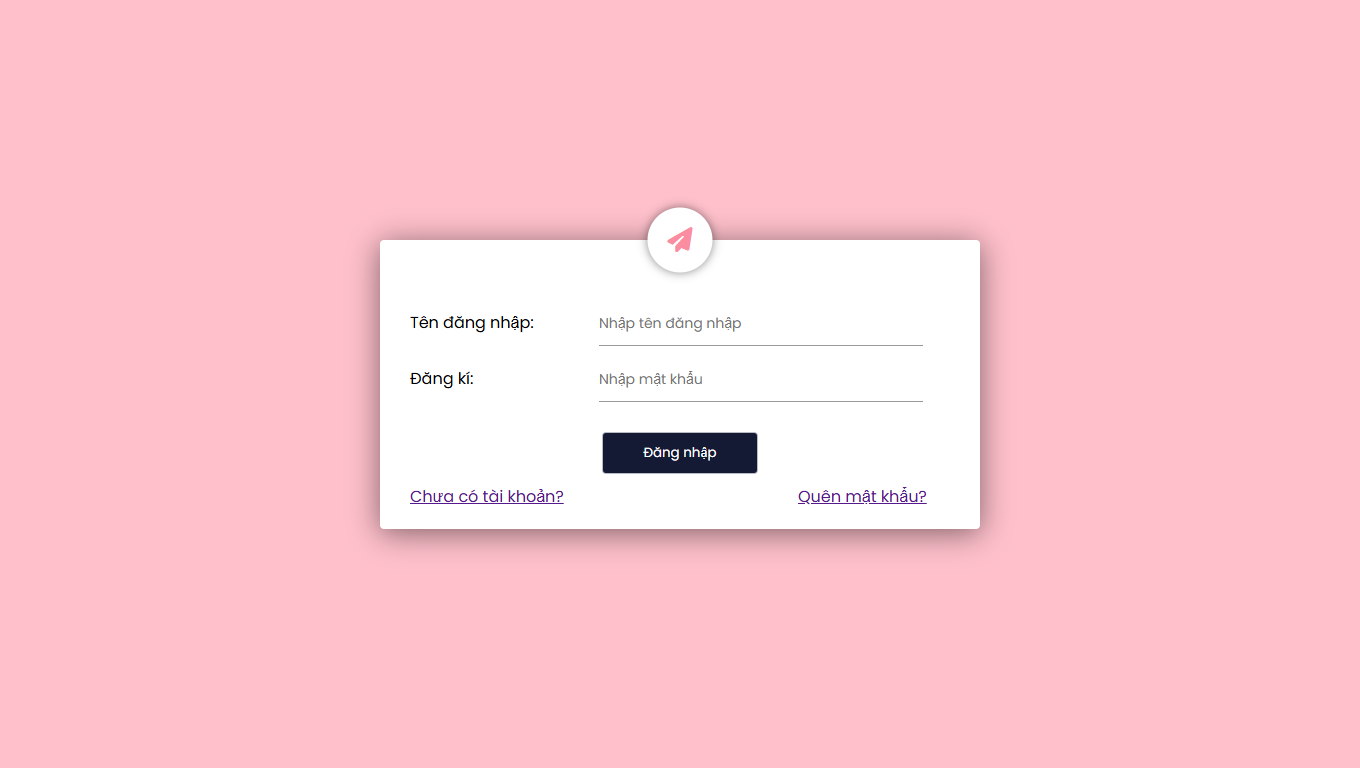 Tên đăng nhập:
Nhập tên đăng nhập
Đăng kí:
Nhập mật khẩu
Đăng nhập
Chưa có tài khoản?
Quên mật khẩu?